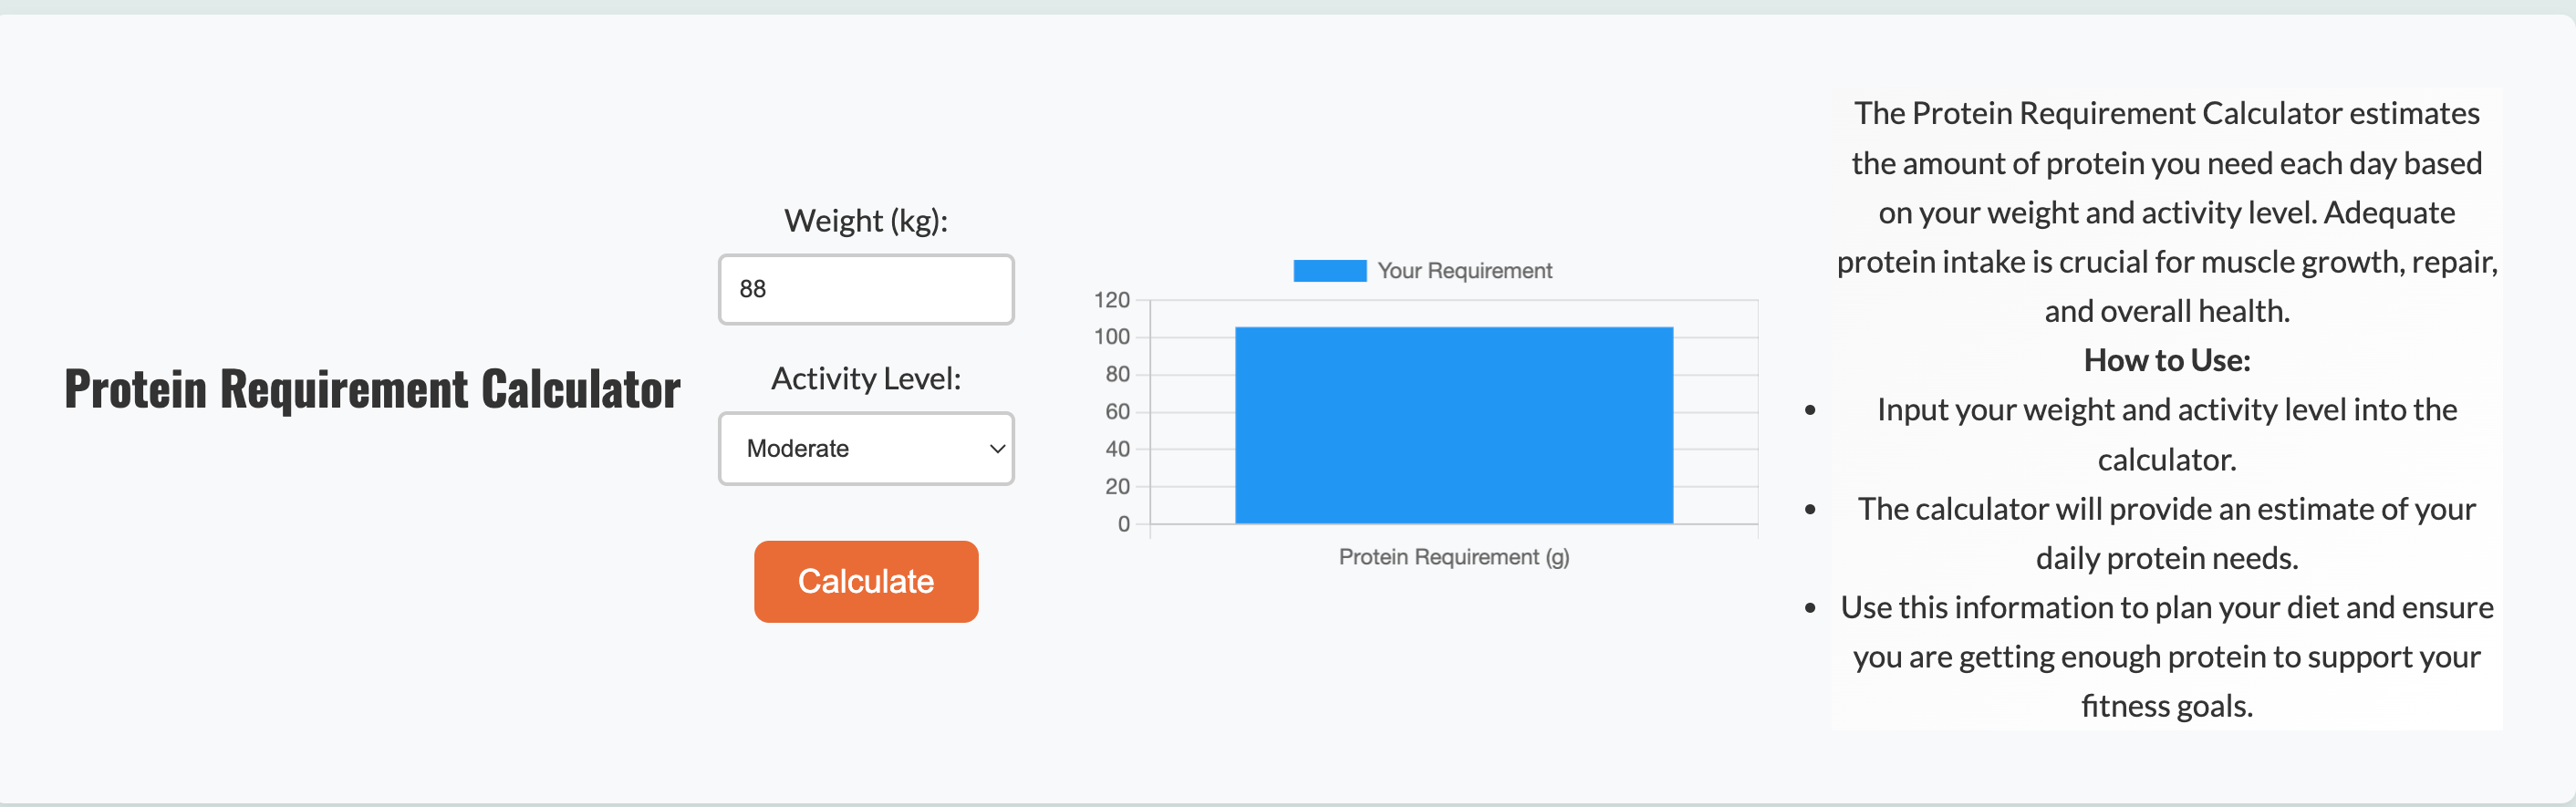 Protein Requirement Calculator
Weight (kg):
88
Activity Level:
Moderate
Calculate
Your Requirement
120
100
80
60
40
20
0
Protein Requirement (g)
The Protein Requirement Calculator estimates
the amount of protein you need each day based
on your weight and activity level. Adequate
protein intake is crucial for muscle growth, repair,
and overall health.
How to Use:
• Input your weight and activity level into the
calculator.
• The calculator will provide an estimate of your
daily protein needs.
• Use this information to plan your diet and ensure
you are getting enough protein to support your
fitness goals.